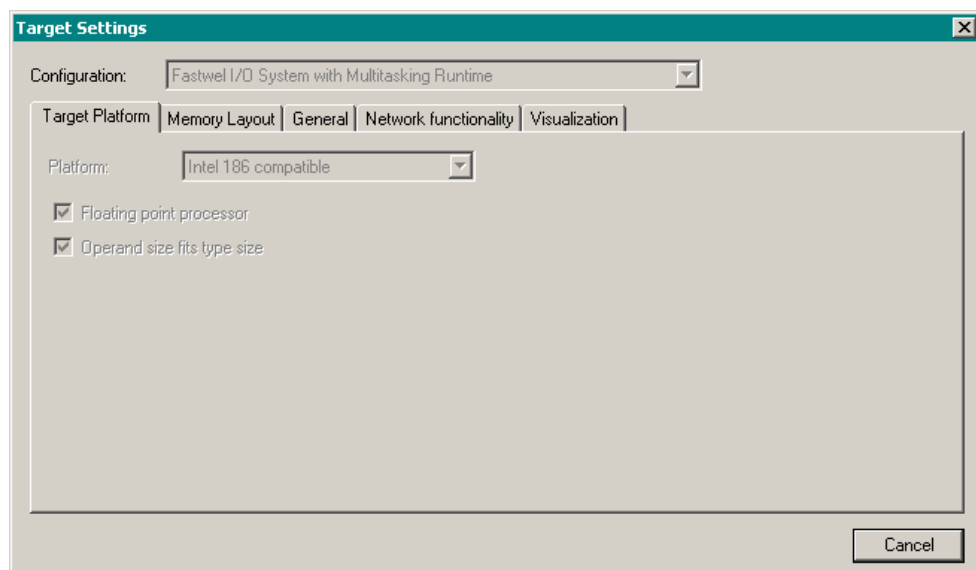 Target Settings
Configuration: Fastwel I/O System with Multitasking Runtime
Target Platform Memory Layout General Network functionality Visualization
Platform: Intel 186 compatible
Floating point processor
Operand size fits type size
Cancel